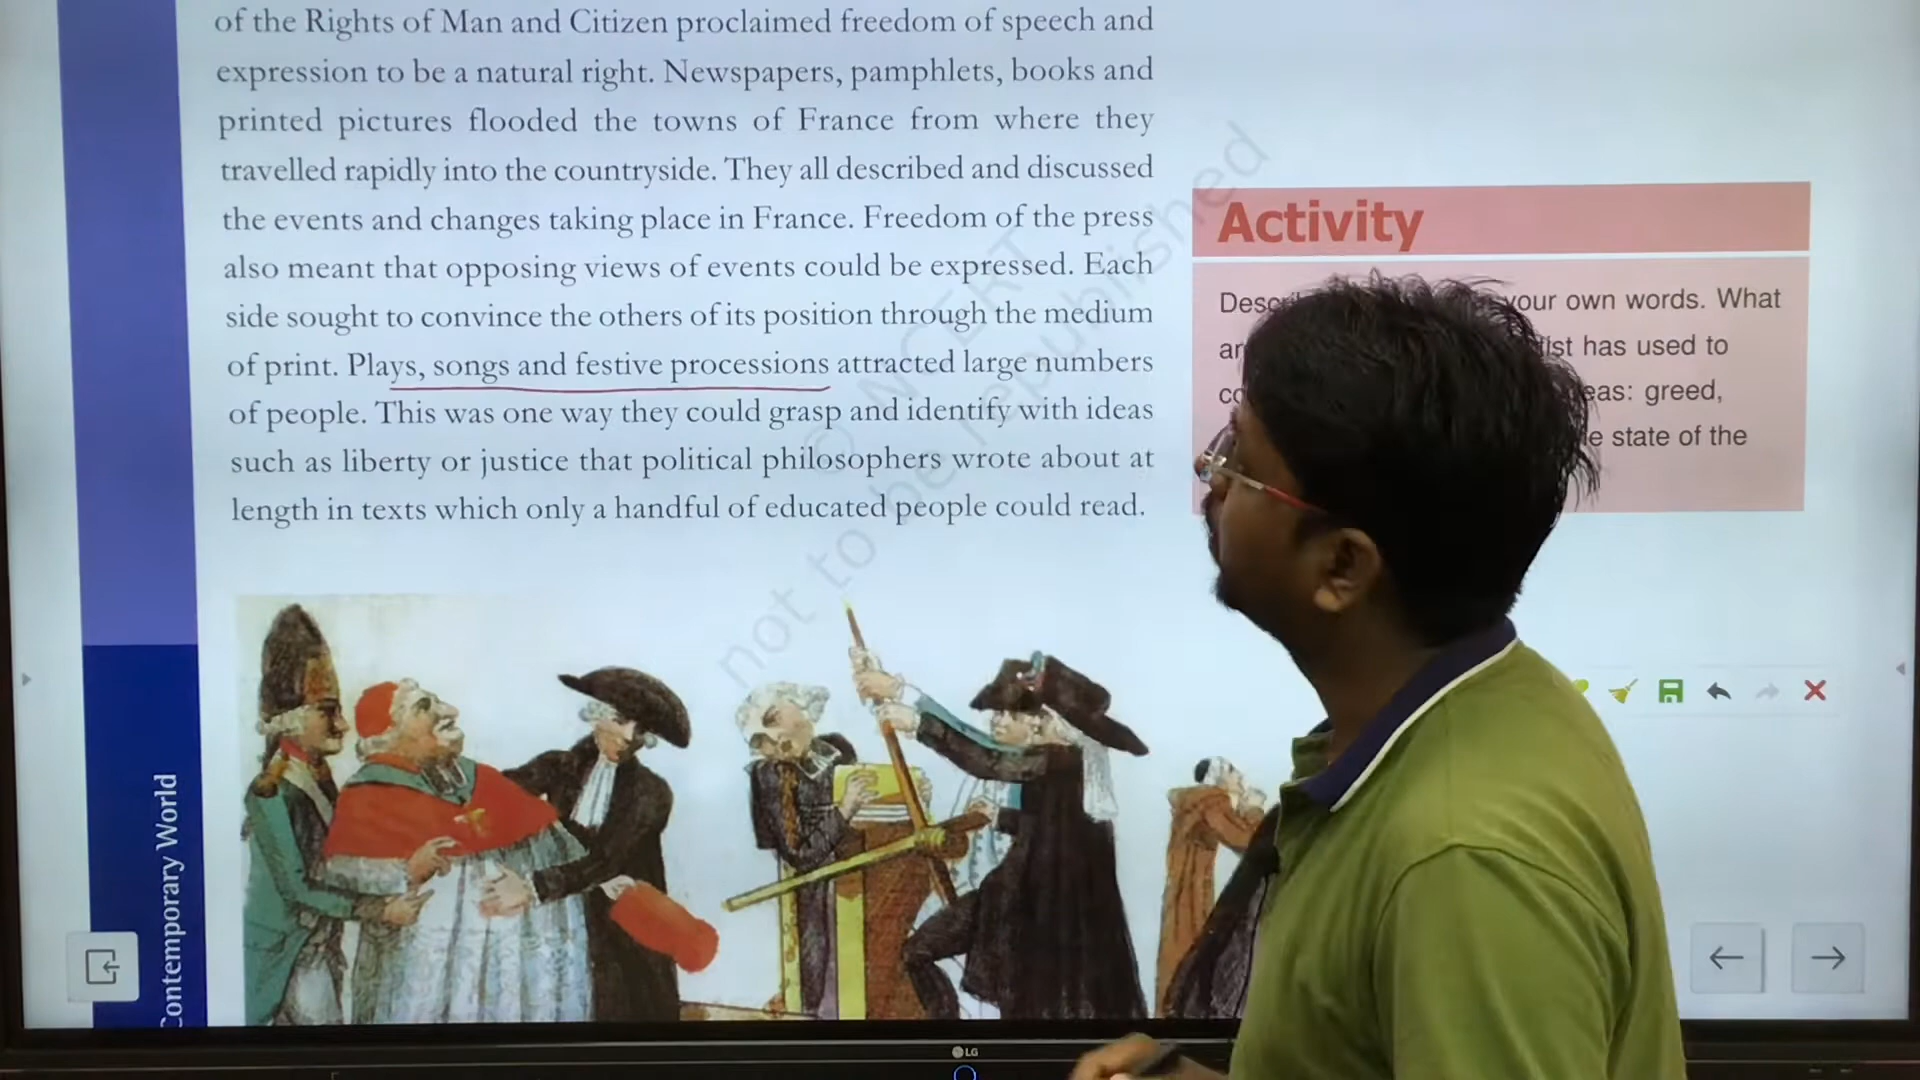 of the Rights of Man and Citizen proclaimed freedom of speech and
expression to be a natural right. Newspapers, pamphlets, books and
printed pictures flooded the towns of France from where they
travelled rapidly into the countryside. They all described and discussed
the events and changes taking place in France. Freedom of the press
also meant that opposing views of events could be expressed. Each
side sought to convince the others of its position through the medium
of print. Plays, songs and festive processions attracted large numbers
of people. This was one way they could grasp and identify with ideas
such as liberty or justice that political philosophers wrote about at
length in texts which only a handful of educated people could read.
© NCERT
not to be republished
Activity
your own words. What
has used to
greed,
state of the
Contemporary World
LG